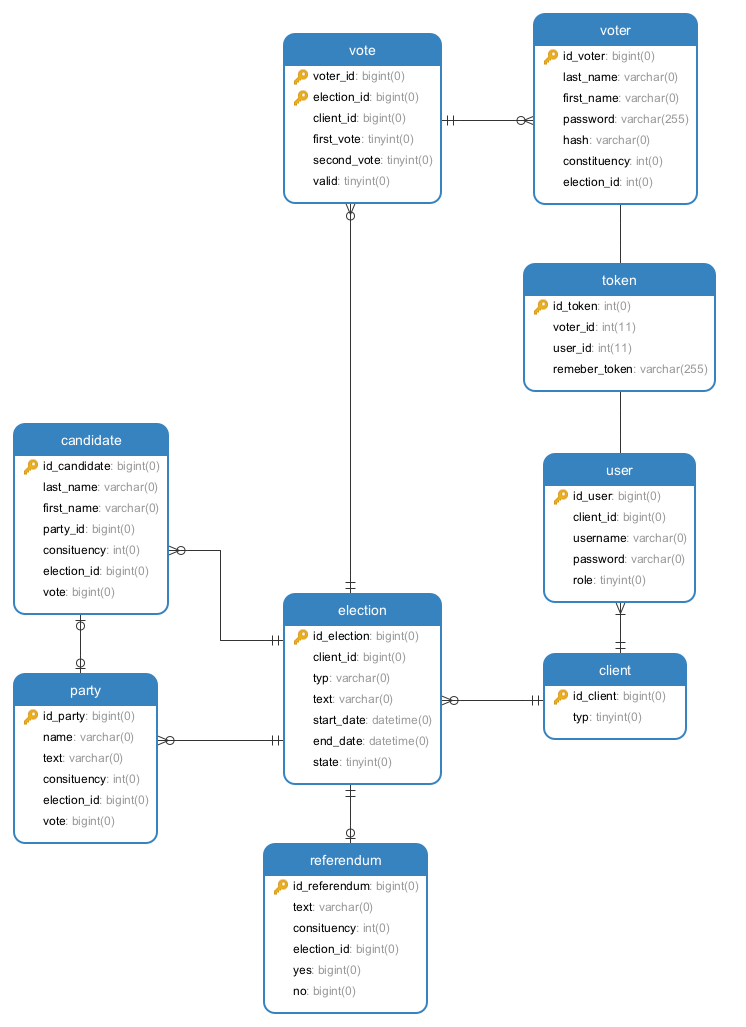 vote
voter_id: bigint(0)
election_id: bigint(0)
client_id: bigint(0)
first_vote: tinyint(0)
second_vote: tinyint(0)
valid: tinyint(0)
voter
id_voter: bigint(0)
last_name: varchar(0)
first_name: varchar(0)
password: varchar(255)
hash: varchar(0)
constituency: int(0)
election_id: int(0)
token
id_token: int(0)
voter_id: int(11)
user_id: int(11)
remeber_token: varchar(255)
candidate
id_candidate: bigint(0)
last_name: varchar(0)
first_name: varchar(0)
party_id: bigint(0)
consituency: int(0)
election_id: bigint(0)
vote: bigint(0)
user
id_user: bigint(0)
client_id: bigint(0)
username: varchar(0)
password: varchar(0)
role: tinyint(0)
election
id_election: bigint(0)
client_id: bigint(0)
typ: varchar(0)
text: varchar(0)
start_date: datetime(0)
end_date: datetime(0)
state: tinyint(0)
client
id_client: bigint(0)
typ: tinyint(0)
party
id_party: bigint(0)
name: varchar(0)
text: varchar(0)
consituency: int(0)
election_id: bigint(0)
vote: bigint(0)
referendum
id_referendum: bigint(0)
text: varchar(0)
consituency: int(0)
election_id: bigint(0)
yes: bigint(0)
no: bigint(0)